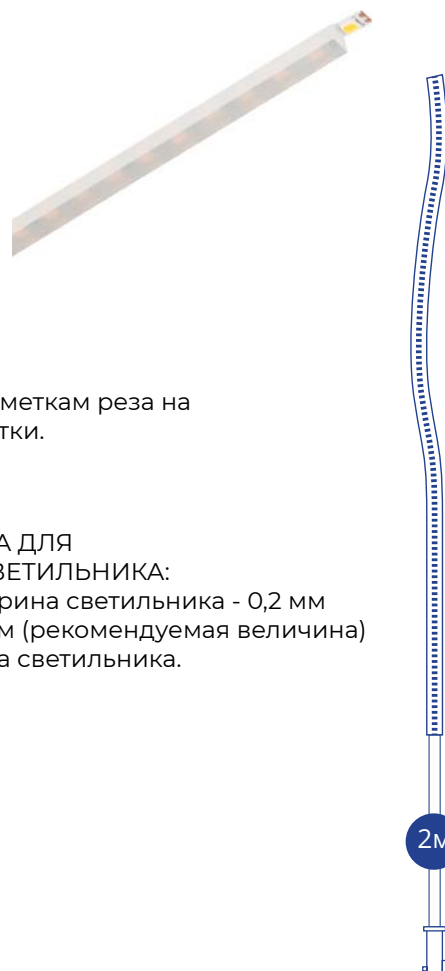 меткам реза на
тки.
А ДЛЯ
ВЕТИЛЬНИКА:
рина светильника - 0,2 мм
м (рекомендуемая величина)
а светильника.
2м